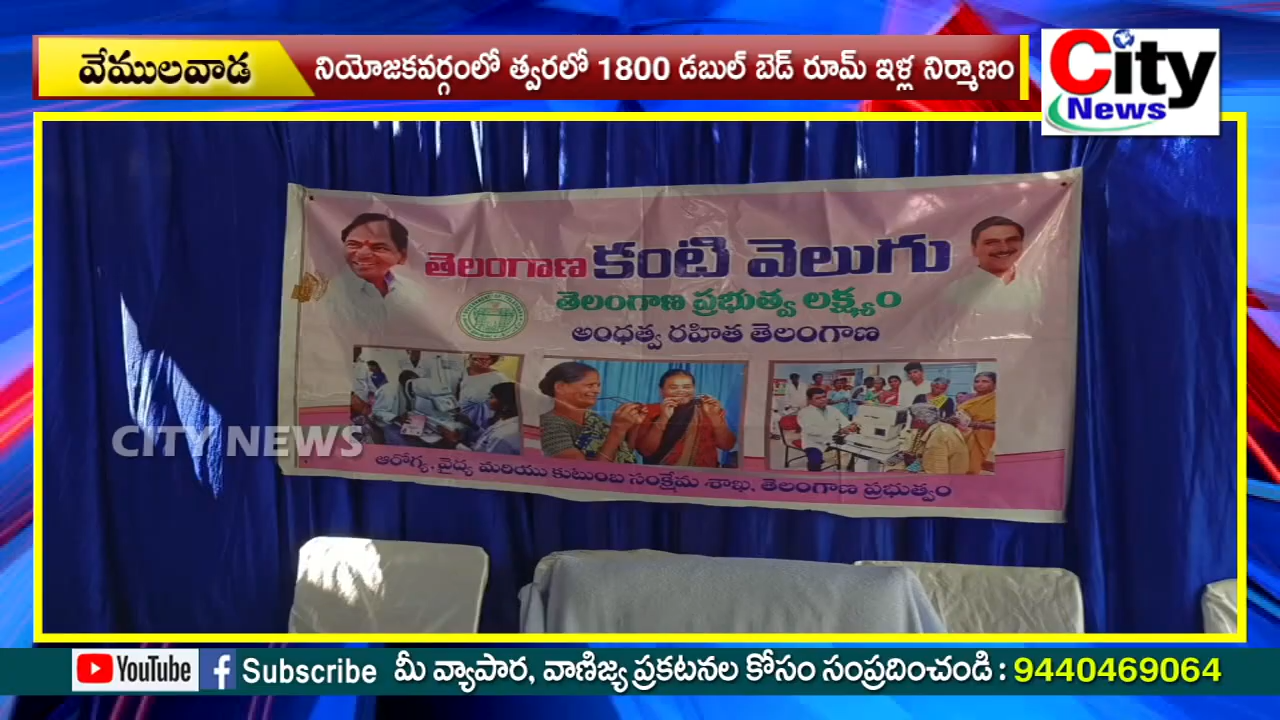 వేములవాడ
నియోజకవర్గంలో త్వరలో 1800 డబుల్ బెడ్ రూమ్ ఇళ్ల నిర్మాణం
City
News
తెలంగాణ కంటి వెలుగు
తెలంగాణ ప్రభుత్వ లక్ష్యం
అంధత్వ రహిత తెలంగాణ
CITY NEWS
ఆరోగ్య, వైద్య మరియు కుటుంబ సంక్షేమ శాఖ, తెలంగాణ ప్రభుత్వం
YouTube f Subscribe మీ వ్యాపార, వాణిజ్య ప్రకటనల కోసం సంప్రదించండి : 9440469064